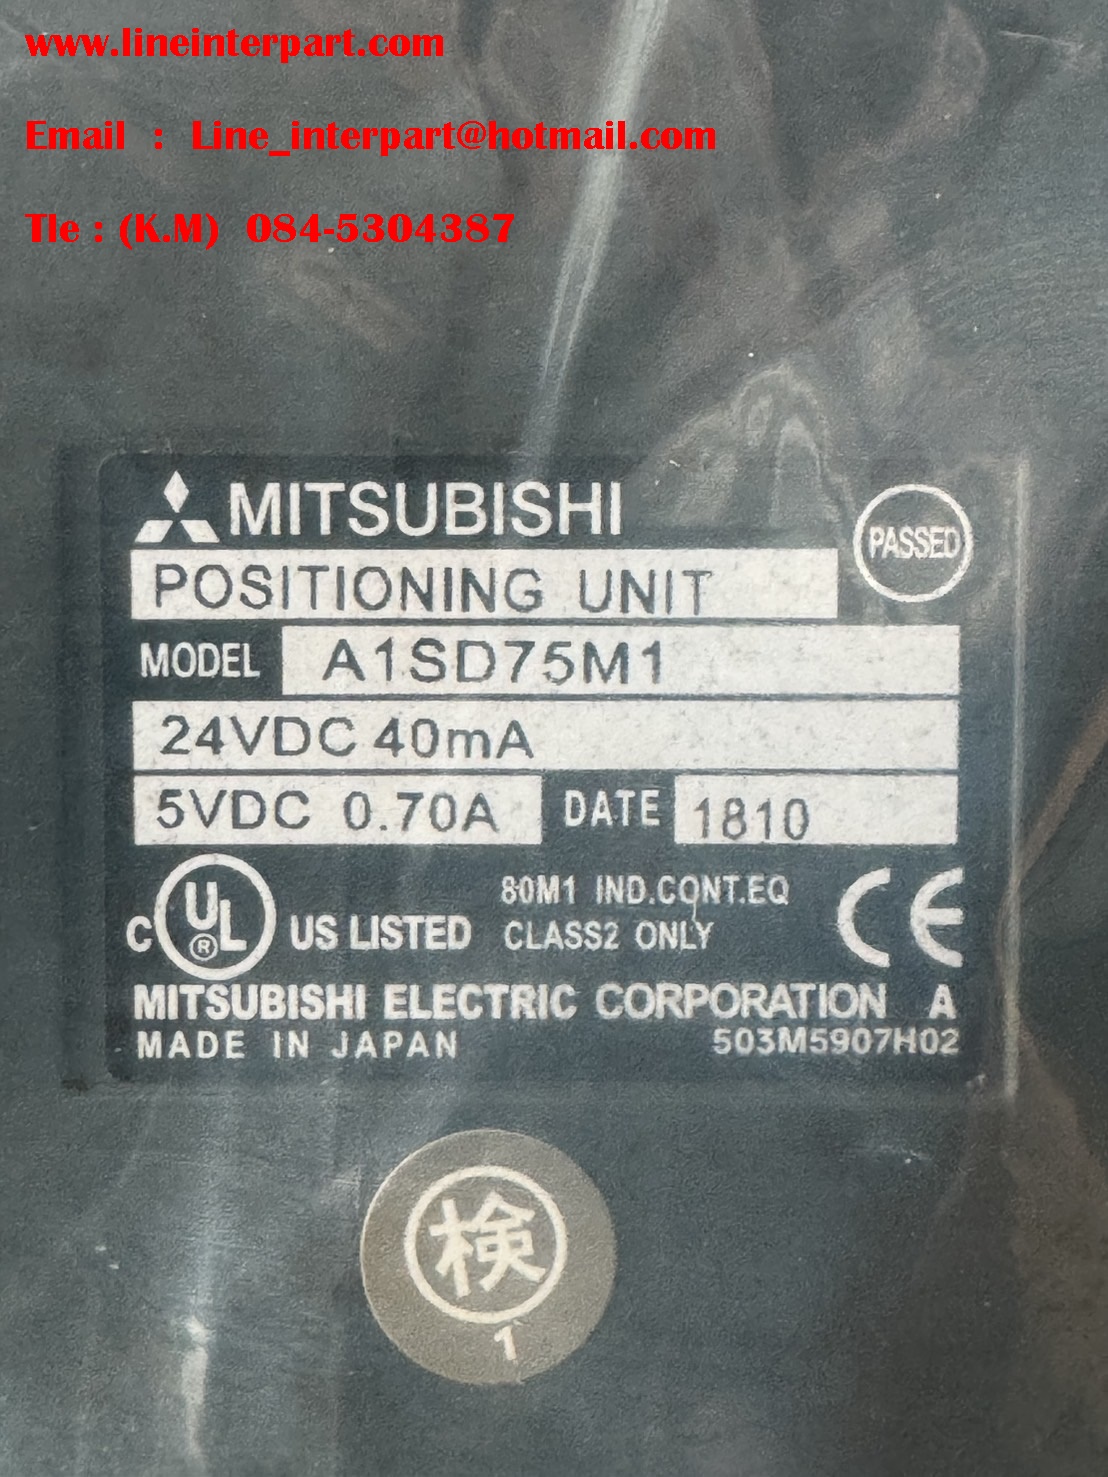 www.lineinterpart.com
Email : Line_interpart@hotmail.com
Tle : (K.M) 084-5304387
MITSUBISHI
PASSED
POSITIONING UNIT
MODEL A1SD75M1
24VDC 40mA
5VDC 0.70A DATE 1810
C UL ® US LISTED 80M1 IND.CONT.EQ
CLASS2 ONLY CE
MITSUBISHI ELECTRIC CORPORATION A
MADE IN JAPAN 503M5907H02
検
1